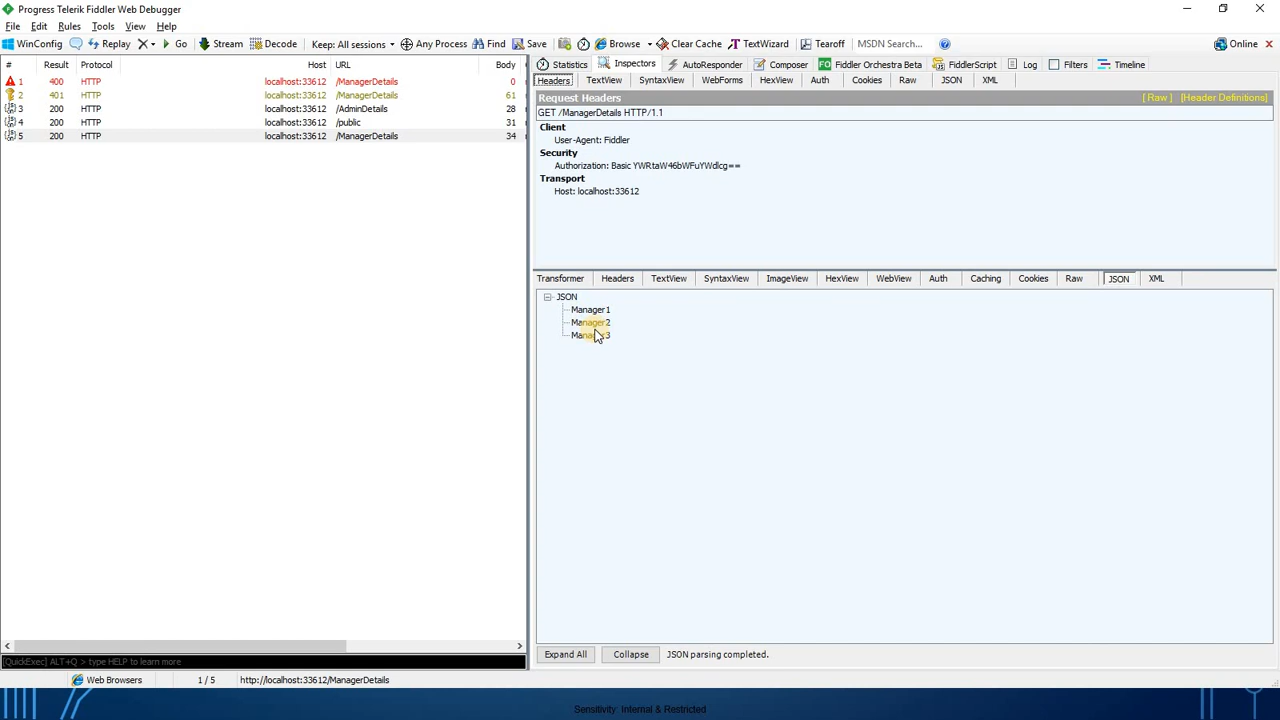 Progress Telerik Fiddler Web Debugger
File Edit Rules Tools View Help
WinConfig Replay Go Stream Decode Keep: All sessions Any Process Find Save Browse Clear Cache TextWizard Tearoff MSDN Search... Online
# Result Protocol Host URL Body
1 400 HTTP localhost:33612 /ManagerDetails 0
2 401 HTTP localhost:33612 /ManagerDetails 61
3 200 HTTP localhost:33612 /AdminDetails 28
4 200 HTTP localhost:33612 /public 31
5 200 HTTP localhost:33612 /ManagerDetails 34
Statistics Inspectors AutoResponder Composer FO Fiddler Orchestra Beta FiddlerScript Log Filters Timeline
Headers TextView SyntaxView WebForms HexView Auth Cookies Raw JSON XML
Request Headers [ Raw ] [Header Definitions]
GET /ManagerDetails HTTP/1.1
Client
User-Agent: Fiddler
Security
Authorization: Basic YWRtaW46bWFuYWdlcg==
Transport
Host: localhost:33612
Transformer Headers TextView SyntaxView ImageView HexView WebView Auth Caching Cookies Raw JSON XML
JSON
Manager1
Manager2
Expand All Collapse JSON parsing completed.
[QuickExec] ALT+Q > type HELP to learn more
Web Browsers 1 / 5 http://localhost:33612/ManagerDetails
Sensitivity: Internal & Restricted